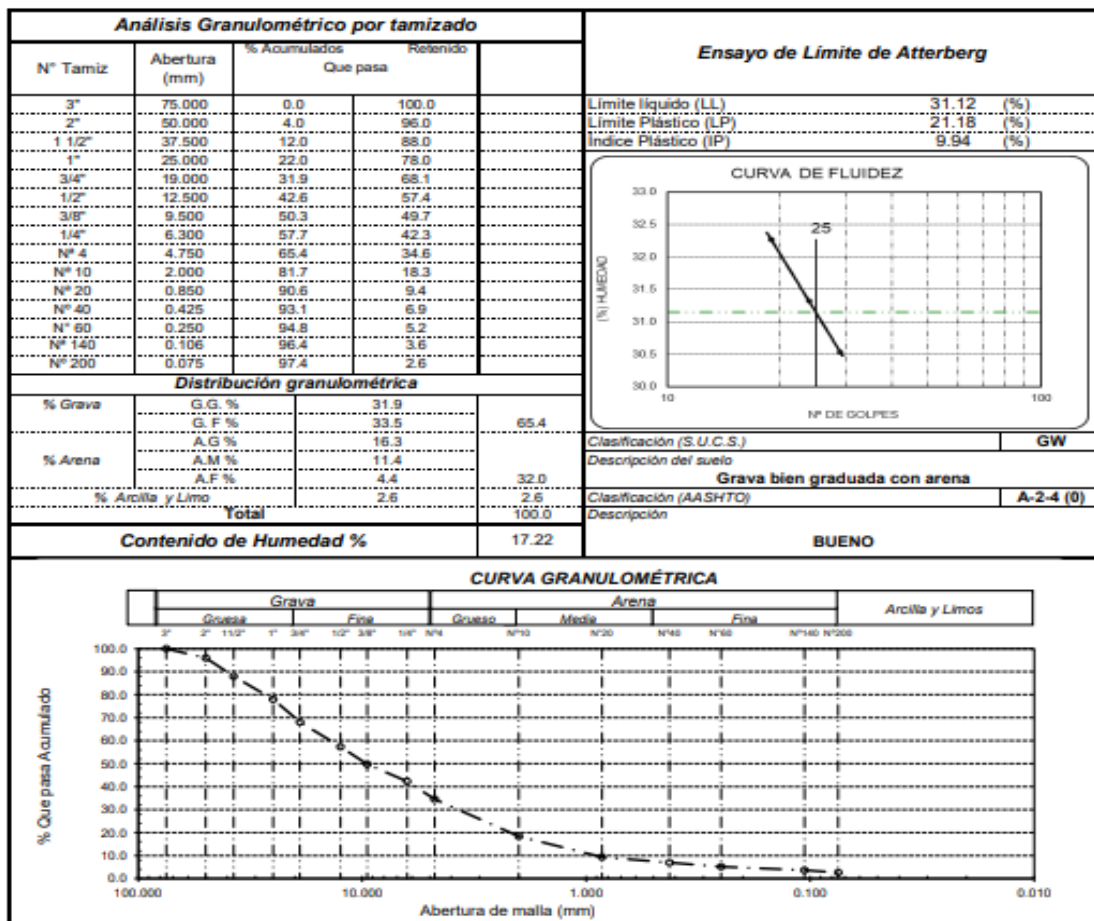 Análisis Granulométrico por tamizado
N° Tamiz Abertura (mm) % Acumulados Retenido Que pasa
3" 75.000 0.0 100.0
2" 50.000 4.0 96.0
1 1/2" 37.500 12.0 88.0
1" 25.000 22.0 78.0
3/4" 19.000 31.9 68.1
1/2" 12.500 42.6 57.4
3/8" 9.500 50.3 49.7
1/4" 6.300 57.7 42.3
Nº 4 4.750 65.4 34.6
Nº 10 2.000 81.7 18.3
Nº 20 0.850 90.6 9.4
Nº 40 0.425 93.1 6.9
N° 60 0.250 94.8 5.2
Nº 140 0.106 96.4 3.6
Nº 200 0.075 97.4 2.6
Distribución granulométrica
% Grava G.G. % 31.9
G. F % 33.5 65.4
A.G % 16.3
% Arena A.M % 11.4
A.F % 4.4 32.0
% Arcilla y Limo 2.6 2.6
Total 100.0
Contenido de Humedad % 17.22
Ensayo de Límite de Atterberg
Límite líquido (LL) 31.12 (%)
Límite Plástico (LP) 21.18 (%)
Índice Plástico (IP) 9.94 (%)
CURVA DE FLUIDEZ
33.0
32.5
32.0
31.5
31.0
30.5
30.0
(%) HUMEDAD
25
10 100
Nº DE GOLPES
Clasificación (S.U.C.S.) GW
Descripción del suelo
Grava bien graduada con arena
Clasificación (AASHTO) A-2-4 (0)
Descripción
BUENO
CURVA GRANULOMÉTRICA
Grava Arena Arcilla y Limos
Gruesa Fina Grueso Media Fina
3" 2" 11/2" 1" 3/4" 1/2" 3/8" 1/4" N°4 N°10 N°20 N°40 N°60 N°140 N°200
100.0
90.0
80.0
70.0
60.0
50.0
40.0
30.0
20.0
10.0
0.0
% Que pasa Acumulado
100.000 10.000 1.000 0.100 0.010
Abertura de malla (mm)